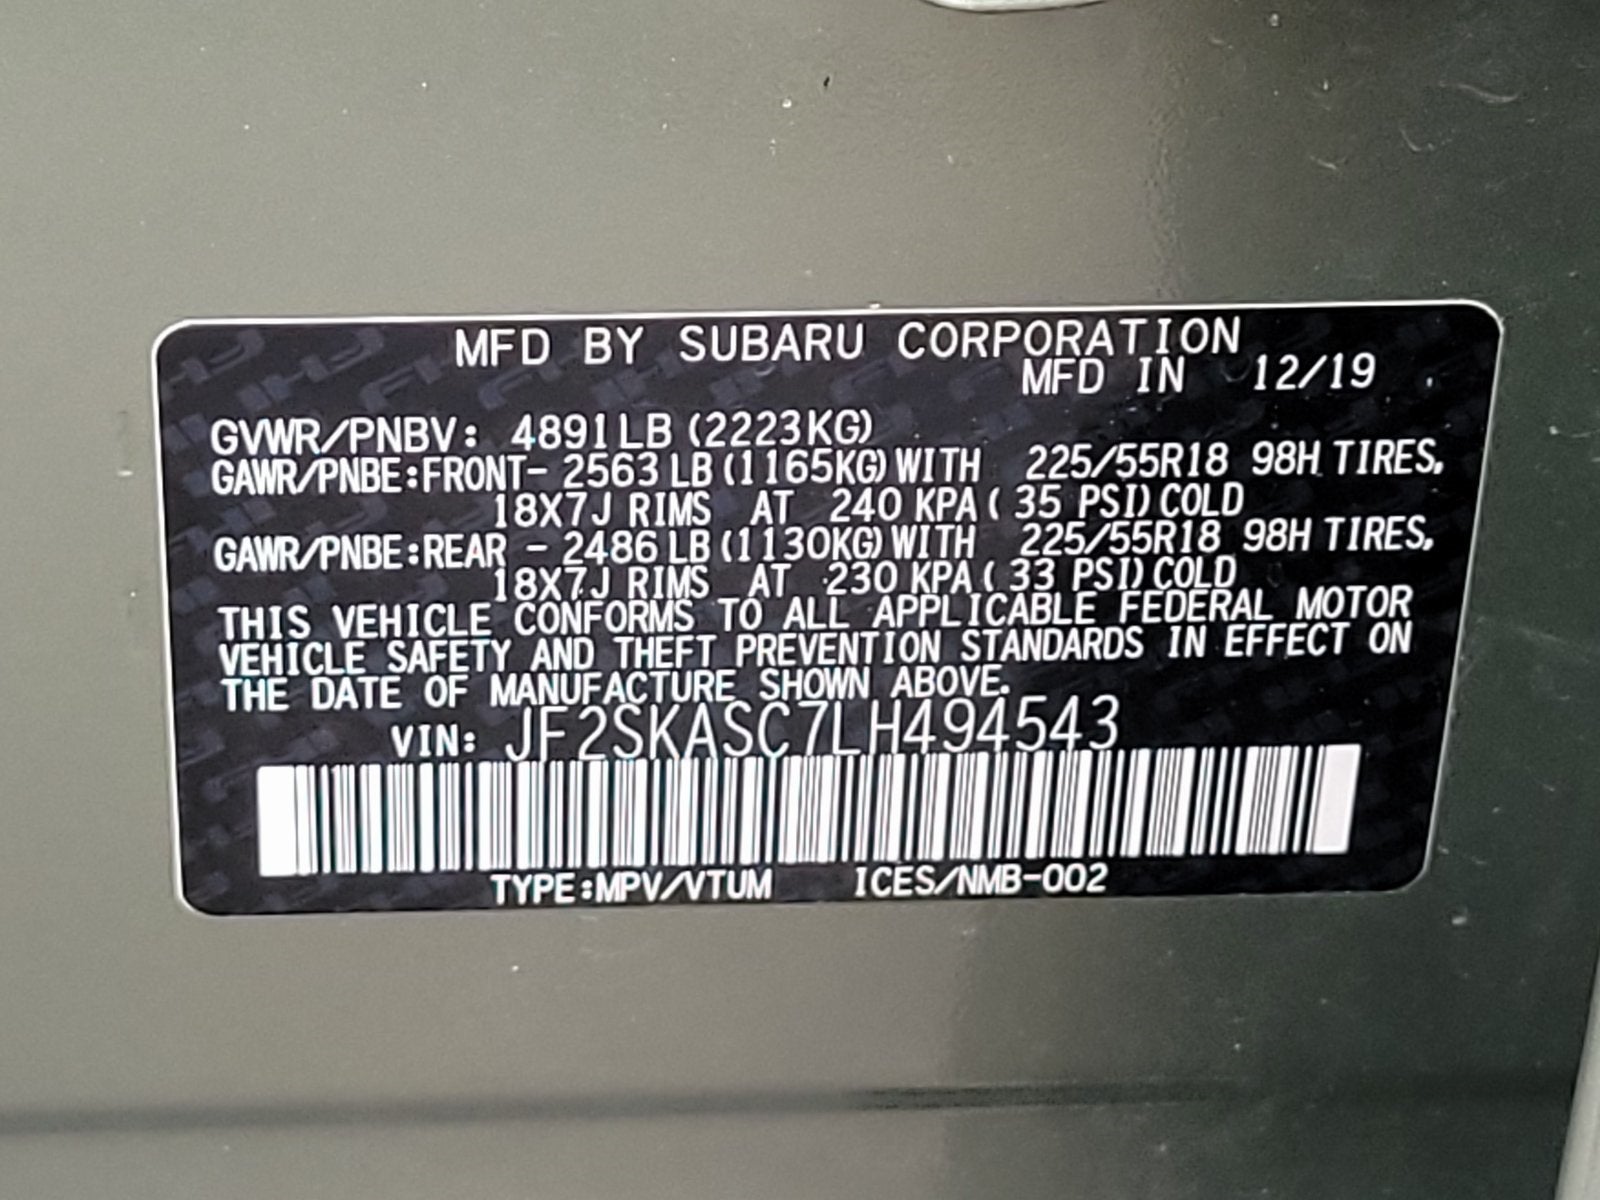 MFD BY SUBARU CORPORATION
MFD IN 12/19
GVWR/PNBV: 4891LB (2223KG)
GAWR/PNBE:FRONT- 2563 LB (1165KG) WITH 225/55R18 98H TIRES,
18X7J RIMS AT 240 KPA ( 35 PSI) COLD
GAWR/PNBE:REAR - 2486 LB (1130KG) WITH 225/55R18 98H TIRES,
18X7J RIMS AT 230 KPA ( 33 PSI) COLD
THIS VEHICLE CONFORMS TO ALL APPLICABLE FEDERAL MOTOR
VEHICLE SAFETY AND THEFT PREVENTION STANDARDS IN EFFECT ON
THE DATE OF MANUFACTURE SHOWN ABOVE.
VIN: JF2SKASC7LH494543
TYPE:MPV/VTUM ICES/NMB-002